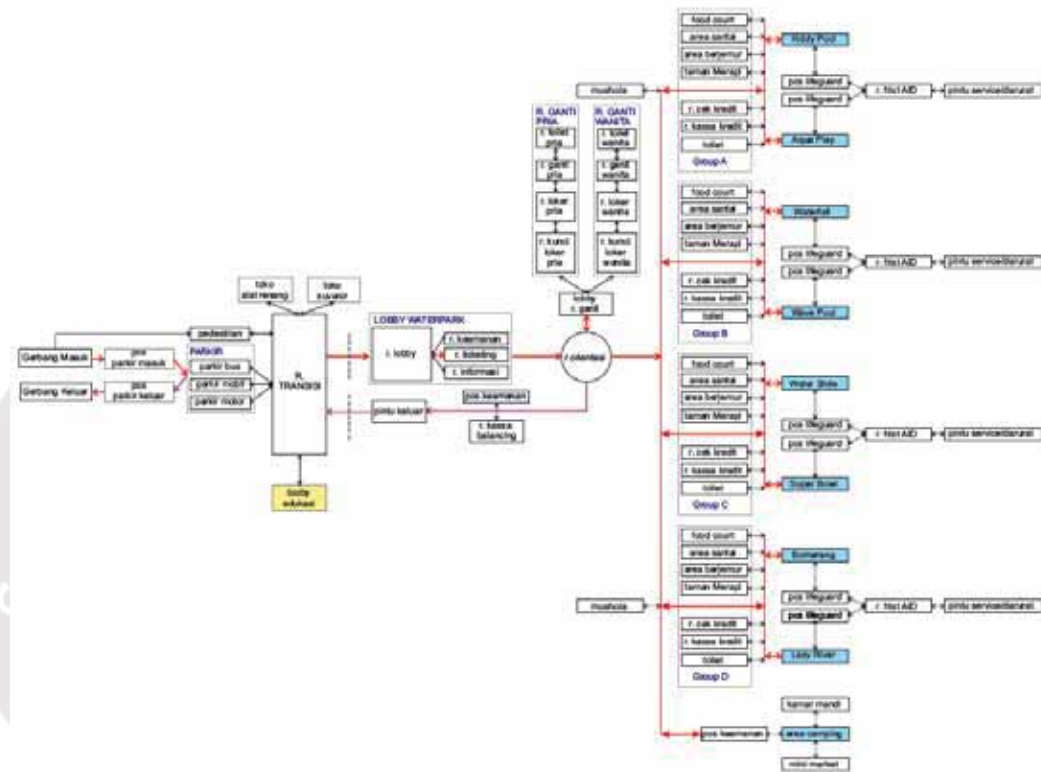 Gerbang Masuk
Gerbang Keluar
pos
parkir masuk
pos
parkir keluar
pedestrian
PARKIR
parkir bus
parkir mobil
parkir motor
toko
alat renang
toko
suvenir
R.
TRANSISI
lobby
edukasi
LOBBY WATERPARK
r. lobby
r. keamanan
r. ticketing
r. informasi
pintu keluar
pos keamanan
r. kassa
balancing
r. orientasi
lobby
r. ganti
R. GANTI
PRIA
r. toilet
pria
r. ganti
pria
r. loker
pria
r. kunci
loker
pria
R. GANTI
WANITA
r. toilet
wanita
r. ganti
wanita
r. loker
wanita
r. kunci
loker
wanita
mushola
food court
area santai
area berjemur
taman Merapi
r. cek kredit
r. kassa kredit
toilet
Group A
Kiddy Pool
pos lifeguard
pos lifeguard
Aqua Play
r. first AID
pintu service/darurat
food court
area santai
area berjemur
taman Merapi
r. cek kredit
r. kassa kredit
toilet
Group B
Waterfall
pos lifeguard
pos lifeguard
Wave Pool
r. first AID
pintu service/darurat
food court
area santai
area berjemur
taman Merapi
r. cek kredit
r. kassa kredit
toilet
Group C
Water Slide
pos lifeguard
pos lifeguard
Super Bowl
r. first AID
pintu service/darurat
mushola
food court
area santai
area berjemur
taman Merapi
r. cek kredit
r. kassa kredit
toilet
Group D
Bomerang
pos lifeguard
pos lifeguard
Lazy River
r. first AID
pintu service/darurat
pos keamanan
kamar mandi
area camping
mini market